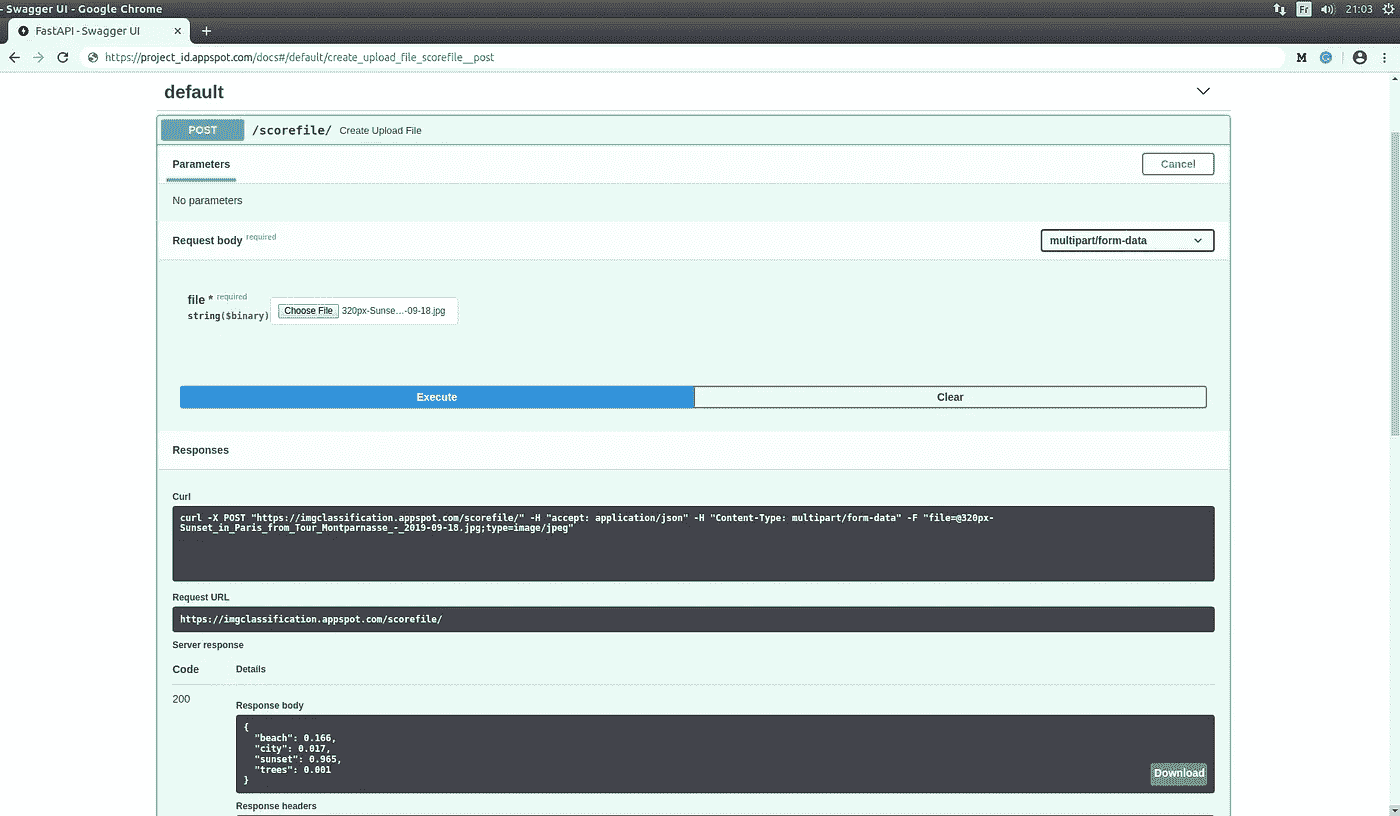 - Swagger UI - Google Chrome
Fr 21:03
FastAPI - Swagger UI
https://project_id.appspot.com/docs#/default/create_upload_file_scorefile__post
M
default
POST /scorefile/ Create Upload File
Parameters
Cancel
No parameters
Request body required
multipart/form-data
file * required
string($binary)
Choose File 320px-Sunse...-09-18.jpg
Execute
Clear
Responses
Curl
curl -X POST "https://imgclassification.appspot.com/scorefile/" -H "accept: application/json" -H "Content-Type: multipart/form-data" -F "file=@320px-
Sunset_in_Paris_from_Tour_Montparnasse_-_2019-09-18.jpg;type=image/jpeg"
Request URL
https://imgclassification.appspot.com/scorefile/
Server response
Code Details
200
Response body
{
"beach": 0.166,
"city": 0.017,
"sunset": 0.965,
"trees": 0.001
}
Download
Response headers